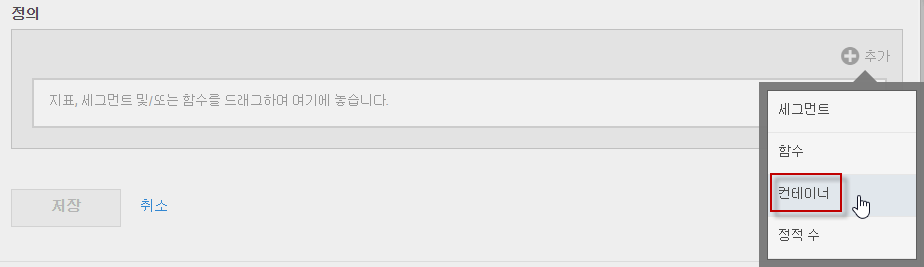 정의
추가
지표, 세그먼트 및/또는 함수를 드래그하여 여기에 놓습니다.
세그먼트
함수
컨테이너
정적 수
저장
취소